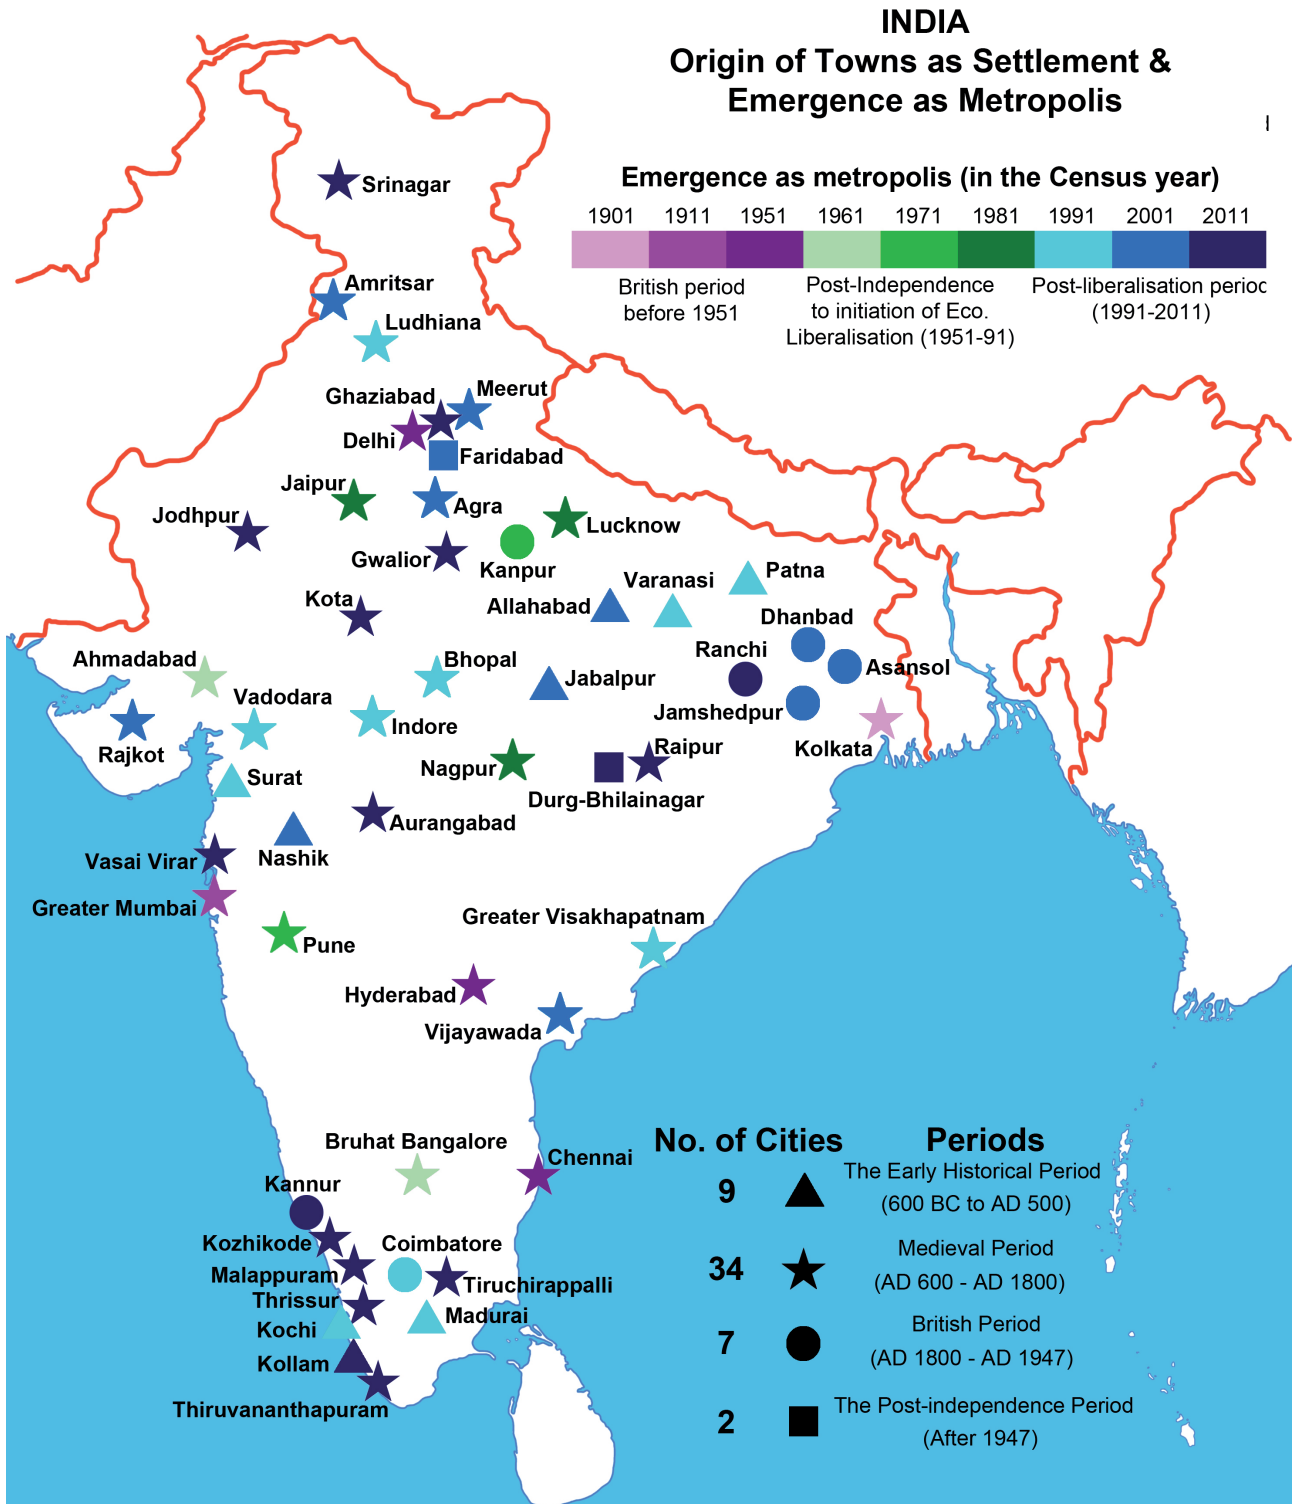 INDIA
Origin of Towns as Settlement &
Emergence as Metropolis
Emergence as metropolis (in the Census year)
1901 1911 1951 1961 1971 1981 1991 2001 2011
British period
before 1951
Post-Independence
to initiation of Eco.
Liberalisation (1951-91)
Post-liberalisation perioc
(1991-2011)
Srinagar
Amritsar
Ludhiana
Meerut
Ghaziabad
Delhi
Faridabad
Jaipur
Agra
Jodhpur
Lucknow
Gwalior
Kanpur
Patna
Varanasi
Allahabad
Kota
Dhanbad
Ranchi
Asansol
Ahmadabad
Bhopal
Jabalpur
Vadodara
Jamshedpur
Indore
Kolkata
Rajkot
Raipur
Nagpur
Surat
Durg-Bhilainagar
Aurangabad
Nashik
Vasai Virar
Greater Mumbai
Greater Visakhapatnam
Pune
Hyderabad
Vijayawada
Bruhat Bangalore
Chennai
Kannur
Kozhikode
Coimbatore
Malappuram
Tiruchirappalli
Thrissur
Madurai
Kochi
Kollam
Thiruvananthapuram
No. of Cities Periods
9 The Early Historical Period
(600 BC to AD 500)
34 Medieval Period
(AD 600 - AD 1800)
7 British Period
(AD 1800 - AD 1947)
2 The Post-independence Period
(After 1947)